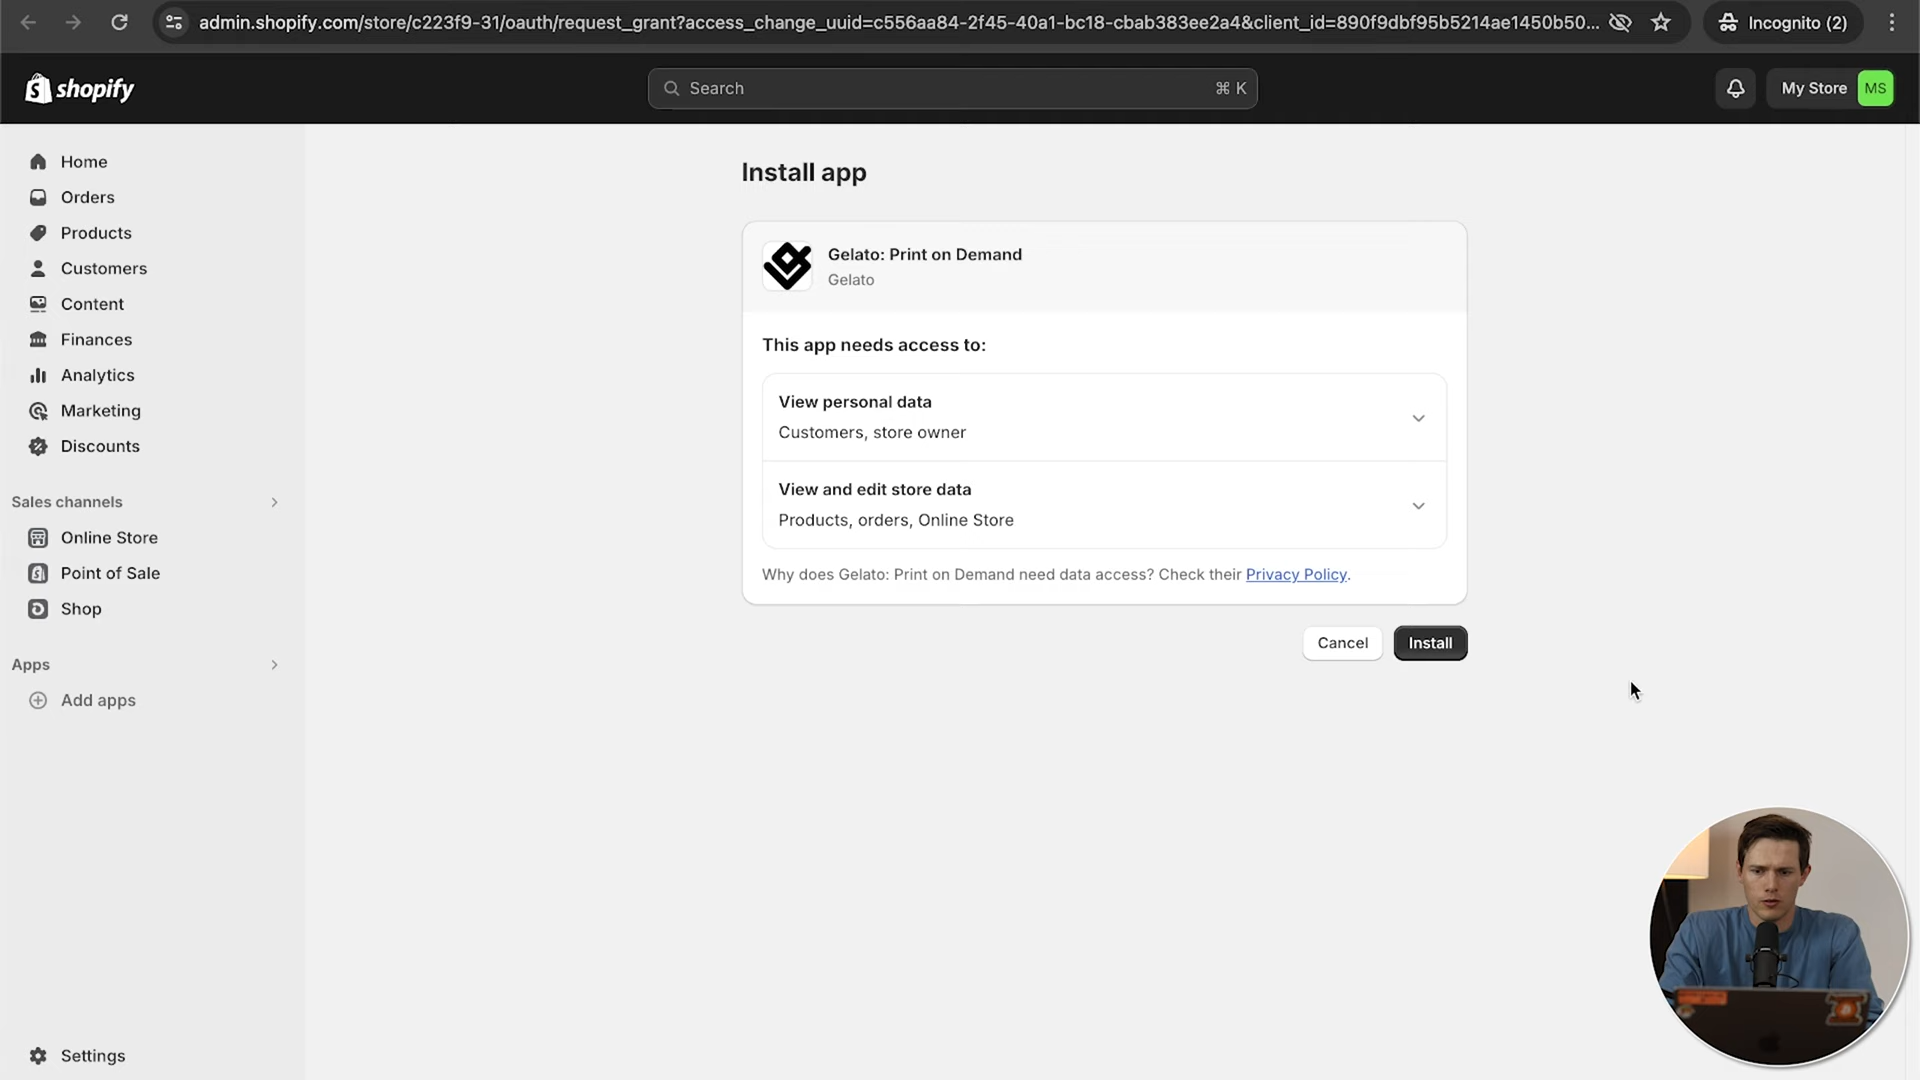 admin.shopify.com/store/c223f9-31/oauth/request_grant?access_change_uuid=c556aa84-2f45-40a1-bc18-cbab383ee2a4&client_id=890f9dbf95b5214ae1450b50...
Incognito (2)
shopify
Search
⌘ K
My Store
MS
Home
Orders
Products
Customers
Content
Finances
Analytics
Marketing
Discounts
Sales channels
Online Store
Point of Sale
Shop
Apps
Add apps
Settings
Install app
Gelato: Print on Demand
Gelato
This app needs access to:
View personal data
Customers, store owner
View and edit store data
Products, orders, Online Store
Why does Gelato: Print on Demand need data access? Check their Privacy Policy.
Cancel
Install